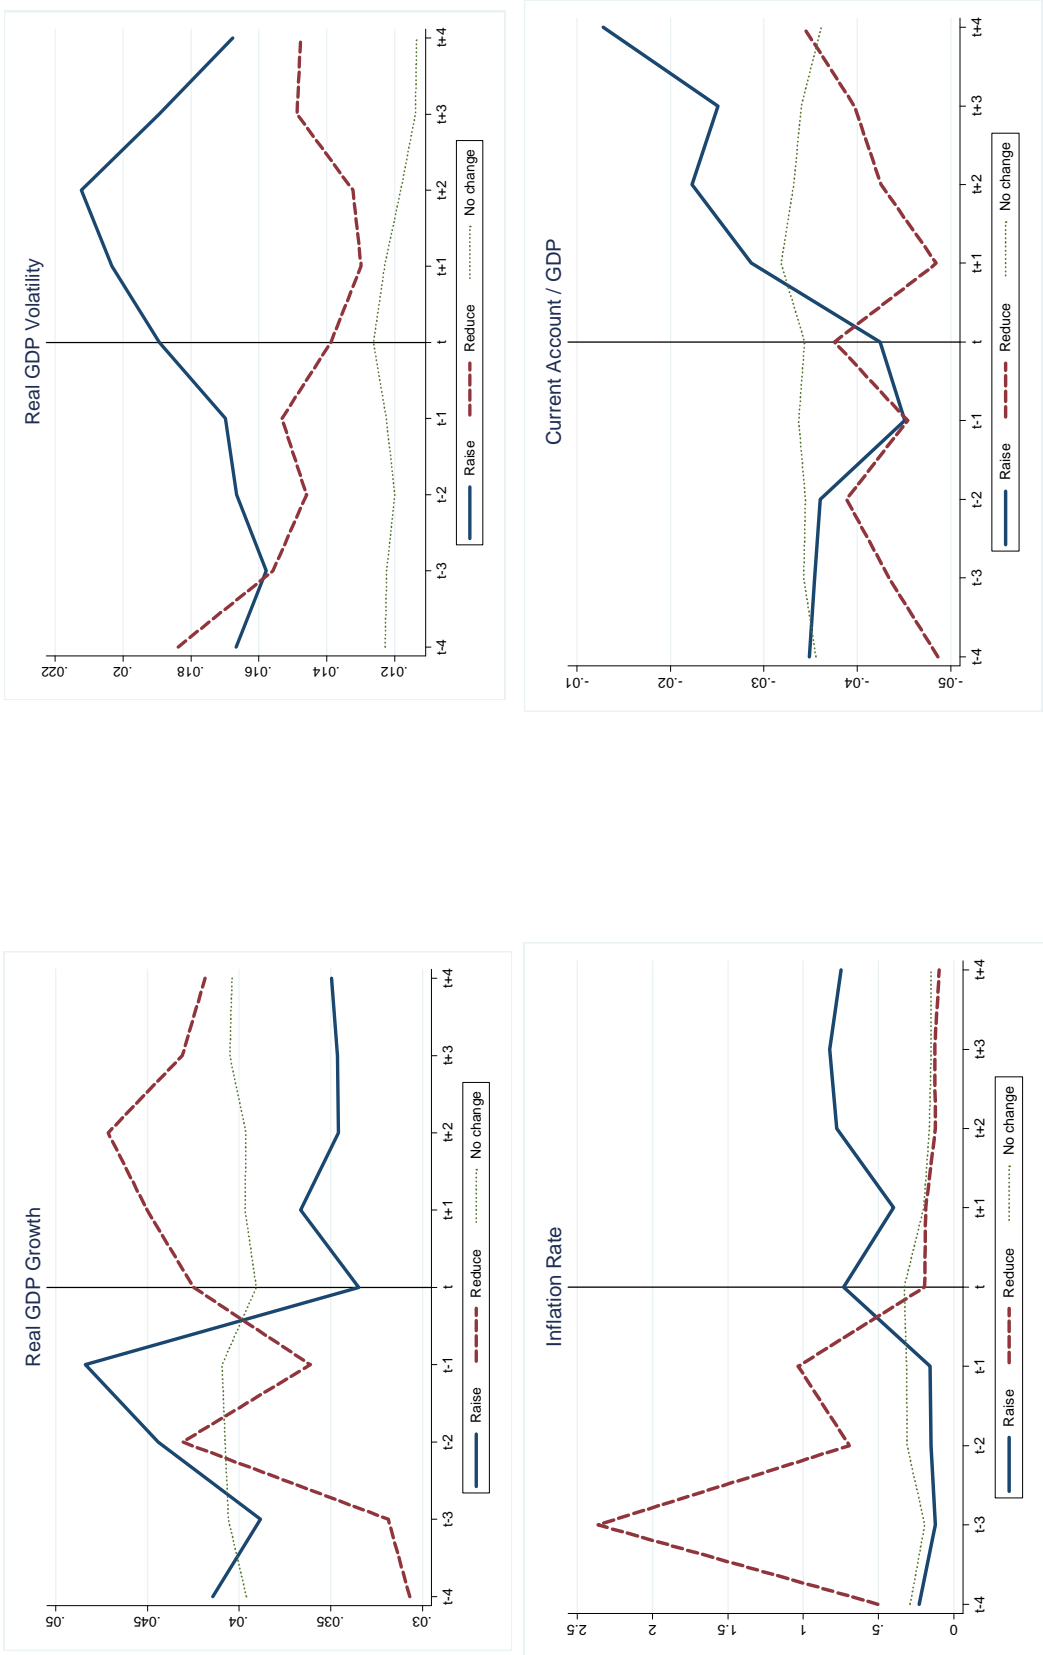 Real GDP Growth
.05
.045
.04
.035
.03
t-4 t-3 t-2 t-1 t t+1 t+2 t+3 t+4
Raise Reduce No change
Real GDP Volatility
.022
.02
.018
.016
.014
.012
t-4 t-3 t-2 t-1 t t+1 t+2 t+3 t+4
Raise Reduce No change
Inflation Rate
2.5
2
1.5
1
.5
0
t-4 t-3 t-2 t-1 t t+1 t+2 t+3 t+4
Raise Reduce No change
Current Account / GDP
-.01
-.02
-.03
-.04
-.05
t-4 t-3 t-2 t-1 t t+1 t+2 t+3 t+4
Raise Reduce No change